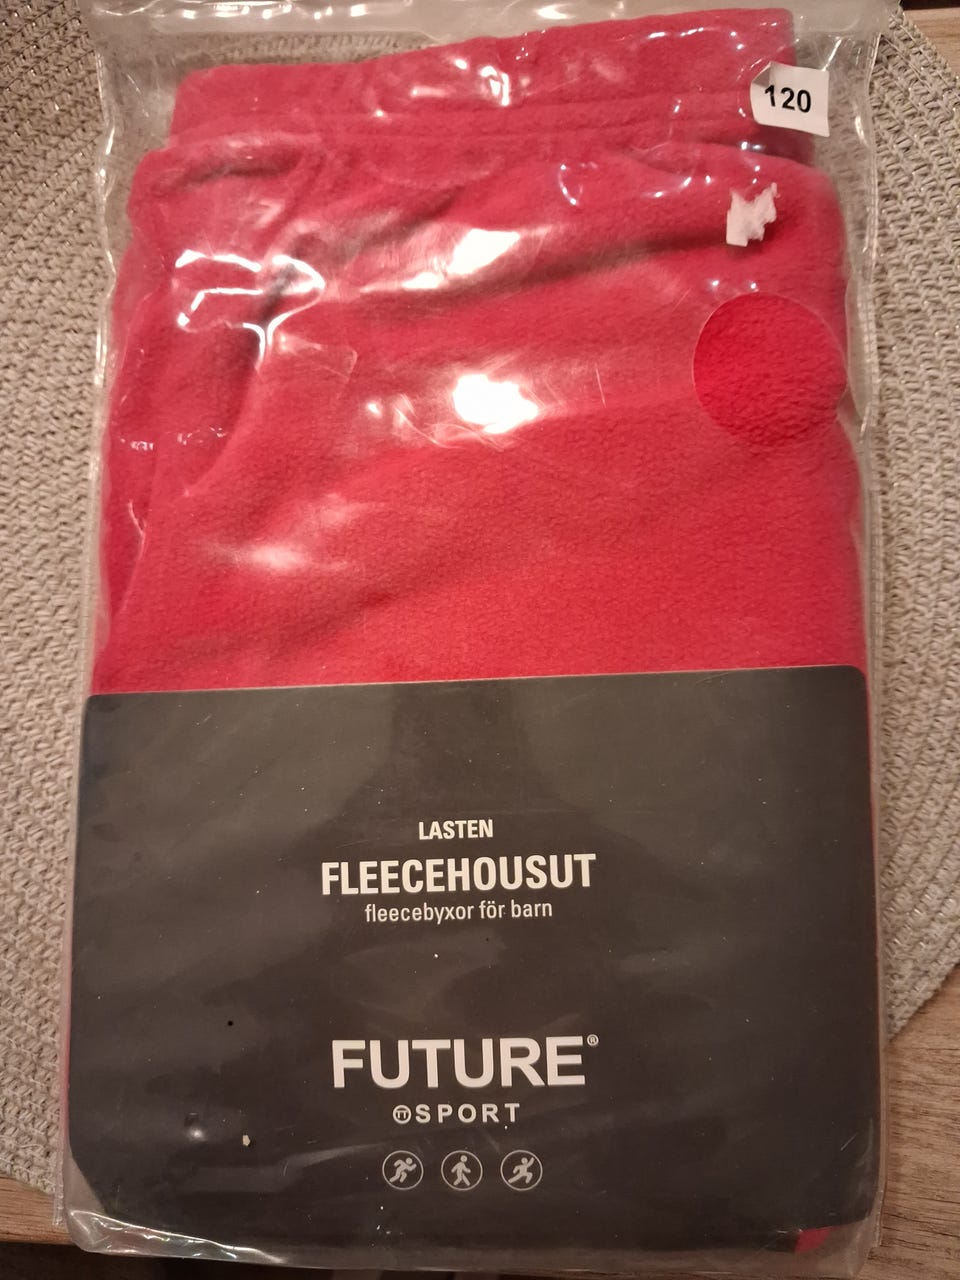 120
LASTEN
FLEECEHOUSUT
fleecebyxor för barn
FUTURE®
SPORT